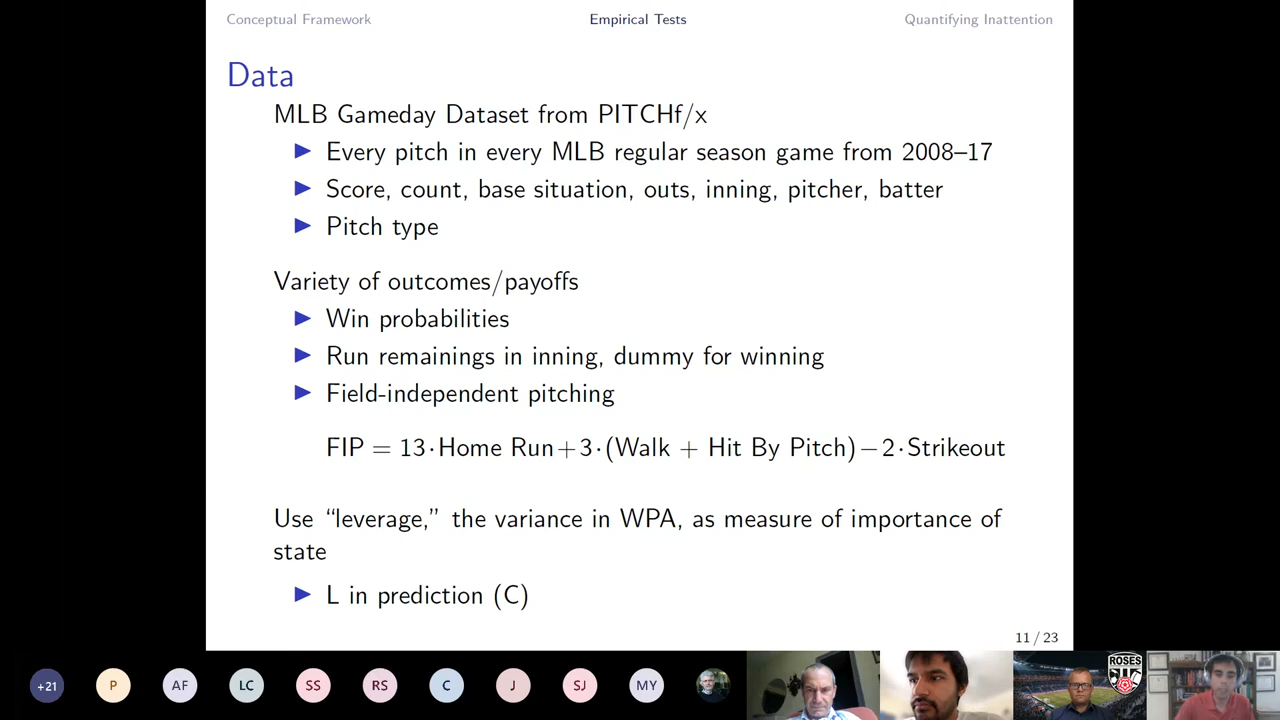 Conceptual Framework Empirical Tests Quantifying Inattention
Data
MLB Gameday Dataset from PITCHf/x
▶ Every pitch in every MLB regular season game from 2008–17
▶ Score, count, base situation, outs, inning, pitcher, batter
▶ Pitch type
Variety of outcomes/payoffs
▶ Win probabilities
▶ Run remainings in inning, dummy for winning
▶ Field-independent pitching
FIP = 13·Home Run+3·(Walk + Hit By Pitch)−2·Strikeout
Use “leverage,” the variance in WPA, as measure of importance of
state
▶ L in prediction (C)
11 / 23
+21 P AF LC SS RS C J SJ MY
ROSES